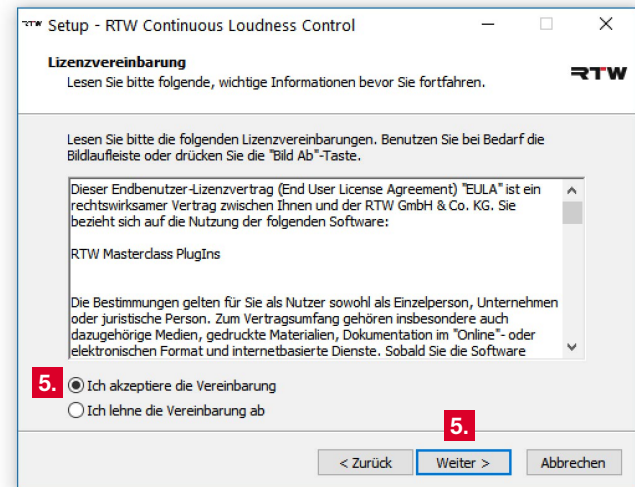 RTW Setup - RTW Continuous Loudness Control
Lizenzvereinbarung
Lesen Sie bitte folgende, wichtige Informationen bevor Sie fortfahren.
RTW
Lesen Sie bitte die folgenden Lizenzvereinbarungen. Benutzen Sie bei Bedarf die
Bildlaufleiste oder drücken Sie die "Bild Ab"-Taste.
Dieser Endbenutzer-Lizenzvertrag (End User License Agreement) "EULA" ist ein
rechtswirksamer Vertrag zwischen Ihnen und der RTW GmbH & Co. KG. Sie
bezieht sich auf die Nutzung der folgenden Software:
RTW Masterclass PlugIns
Die Bestimmungen gelten für Sie als Nutzer sowohl als Einzelperson, Unternehmen
oder juristische Person. Zum Vertragsumfang gehören insbesondere auch
dazugehörige Medien, gedruckte Materialien, Dokumentation im "Online"- oder
elektronischen Format und internetbasierte Dienste. Sobald Sie die Software
5. Ich akzeptiere die Vereinbarung
Ich lehne die Vereinbarung ab
5.
< Zurück Weiter > Abbrechen